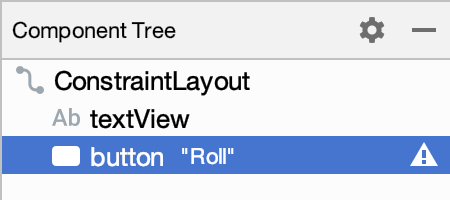 Component Tree
ConstraintLayout
Ab textView
button "Roll"